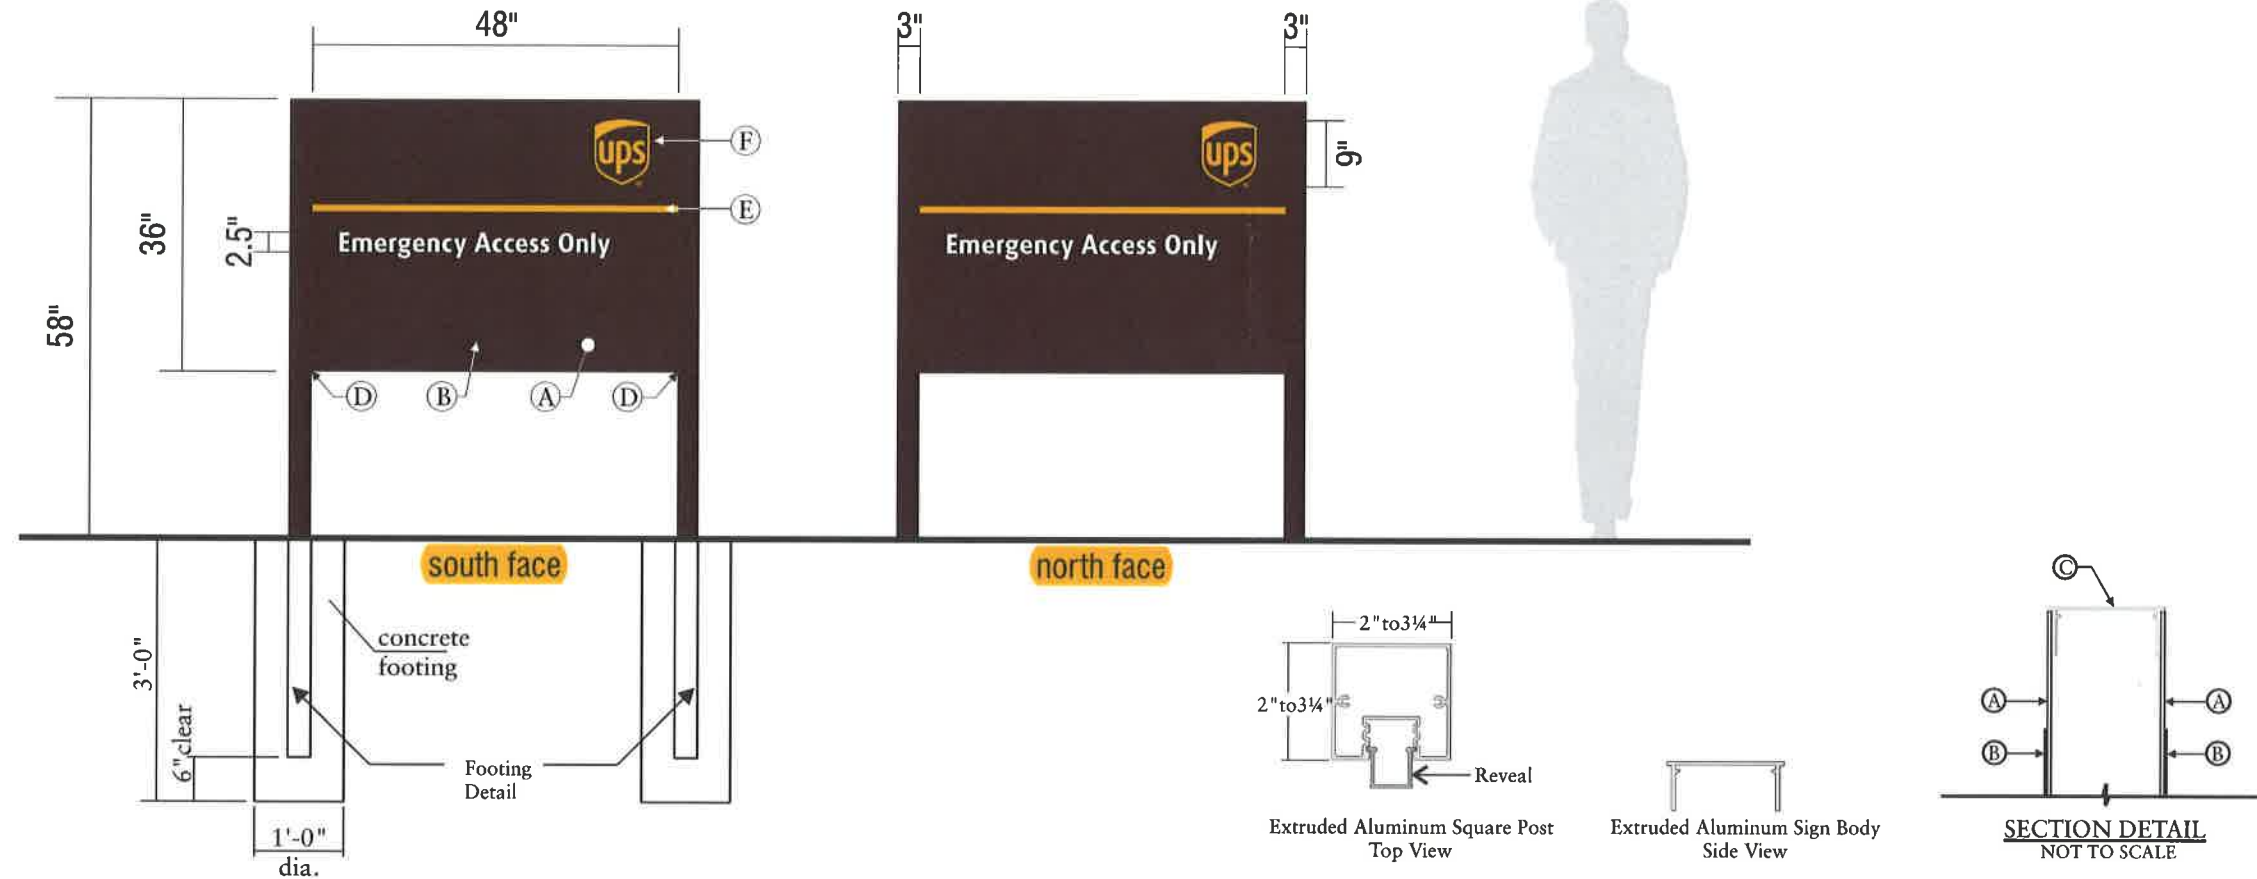 48"
3"
3"
ups
F
ups
9"
E
36"
2.5"
Emergency Access Only
Emergency Access Only
58"
D
B
A
D
south face
north face
C
3'-0"
concrete
footing
2"to3¼"
2"to3¼"
A
A
6"clear
B
B
Footing
Detail
Reveal
1'-0"
dia.
Extruded Aluminum Square Post
Top View
Extruded Aluminum Sign Body
Side View
SECTION DETAIL
NOT TO SCALE